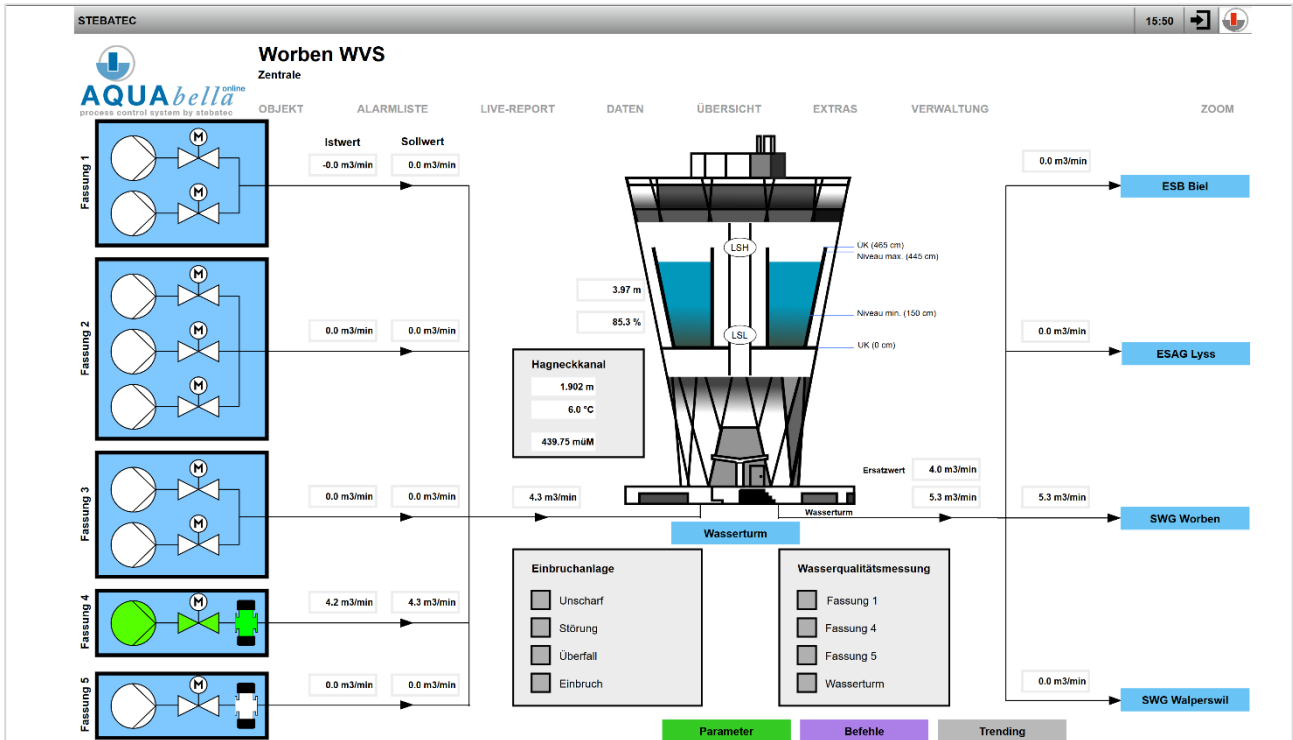 STEBATEC
15:50
AQUAbella online
process control system by stebatec
Worben WVS
Zentrale
OBJEKT ALARMLISTE LIVE-REPORT DATEN ÜBERSICHT EXTRAS VERWALTUNG ZOOM
Istwert Sollwert
Fassung 1
M
M
-0.0 m3/min 0.0 m3/min
Fassung 2
M
M
M
0.0 m3/min 0.0 m3/min
Fassung 3
M
M
0.0 m3/min 0.0 m3/min
Fassung 4
M
4.2 m3/min 4.3 m3/min
Fassung 5
M
0.0 m3/min 0.0 m3/min
4.3 m3/min
3.97 m
85.3 %
Hagneckkanal
1.902 m
6.0 °C
439.75 müM
LSH
LSL
ÜK (465 cm)
Niveau max. (445 cm)
Niveau min. (150 cm)
UK (0 cm)
Wasserturm
Ersatzwert 4.0 m3/min
5.3 m3/min
Wasserturm
0.0 m3/min
ESB Biel
0.0 m3/min
ESAG Lyss
5.3 m3/min
SWG Worben
0.0 m3/min
SWG Walperswil
Einbruchanlage
Unscharf
Störung
Überfall
Einbruch
Wasserqualitätsmessung
Fassung 1
Fassung 4
Fassung 5
Wasserturm
Parameter Befehle Trending